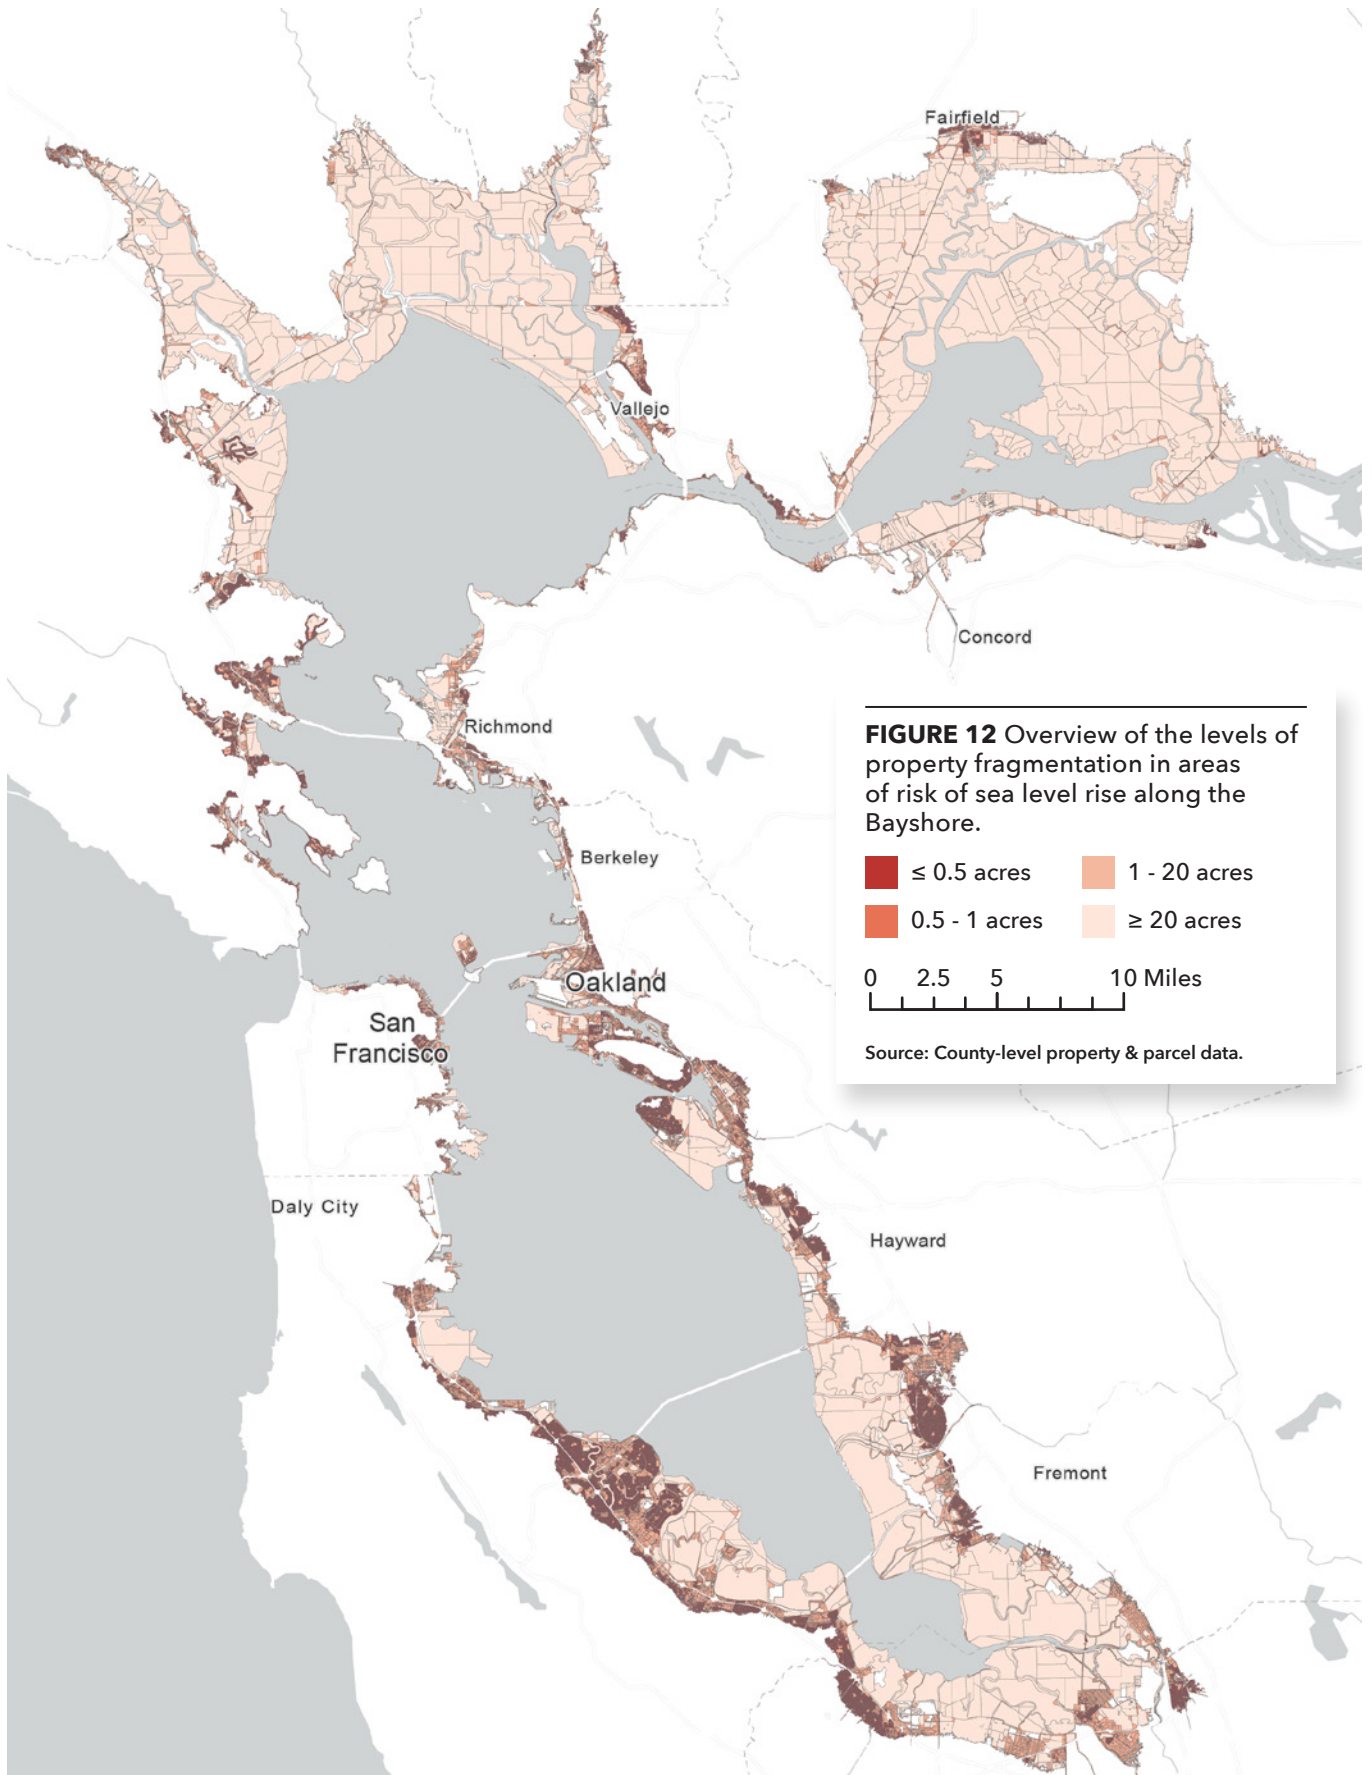 Fairfield
Vallejo
Concord
Richmond
Berkeley
Oakland
San
Francisco
Daly City
Hayward
Fremont
FIGURE 12 Overview of the levels of
property fragmentation in areas
of risk of sea level rise along the
Bayshore.
≤ 0.5 acres
1 - 20 acres
0.5 - 1 acres
≥ 20 acres
0 2.5 5 10 Miles
Source: County-level property & parcel data.